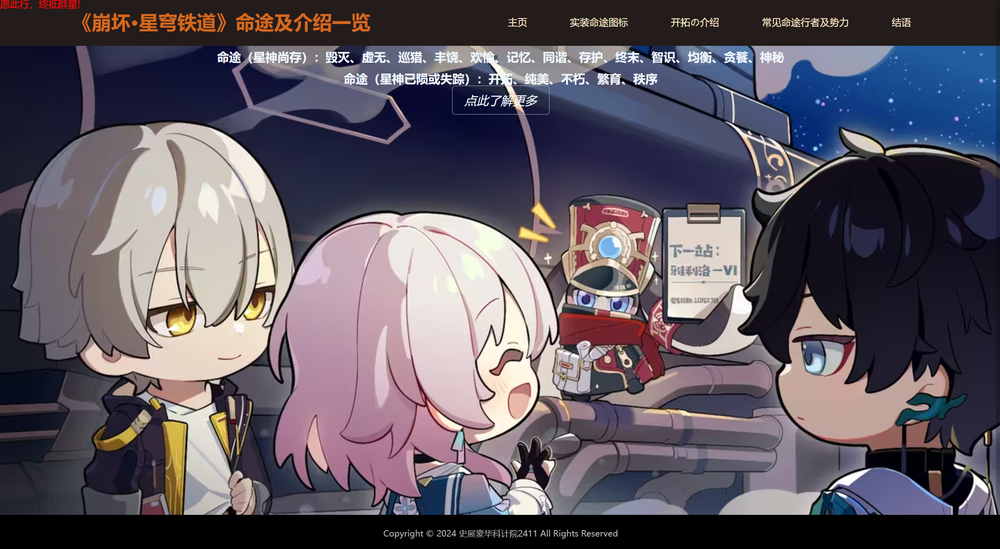 愿此行，终抵群星!
《崩坏•星穹铁道》命途及介绍一览
主页 实装命途图标 开拓の介绍 常见命途行者及势力 结语
命途（星神尚存）：毁灭、虚无、巡猎、丰饶、欢愉、记忆、同谐、存护、终末、智识、均衡、贪饕、神秘
命途（星神已陨或失踪）：开拓、纯美、不朽、繁育、秩序
点此了解更多
下一站：
雅利洛—VI
发车日期:10月27日
Copyright © 2024 史展豪华科计院2411 All Rights Reserved